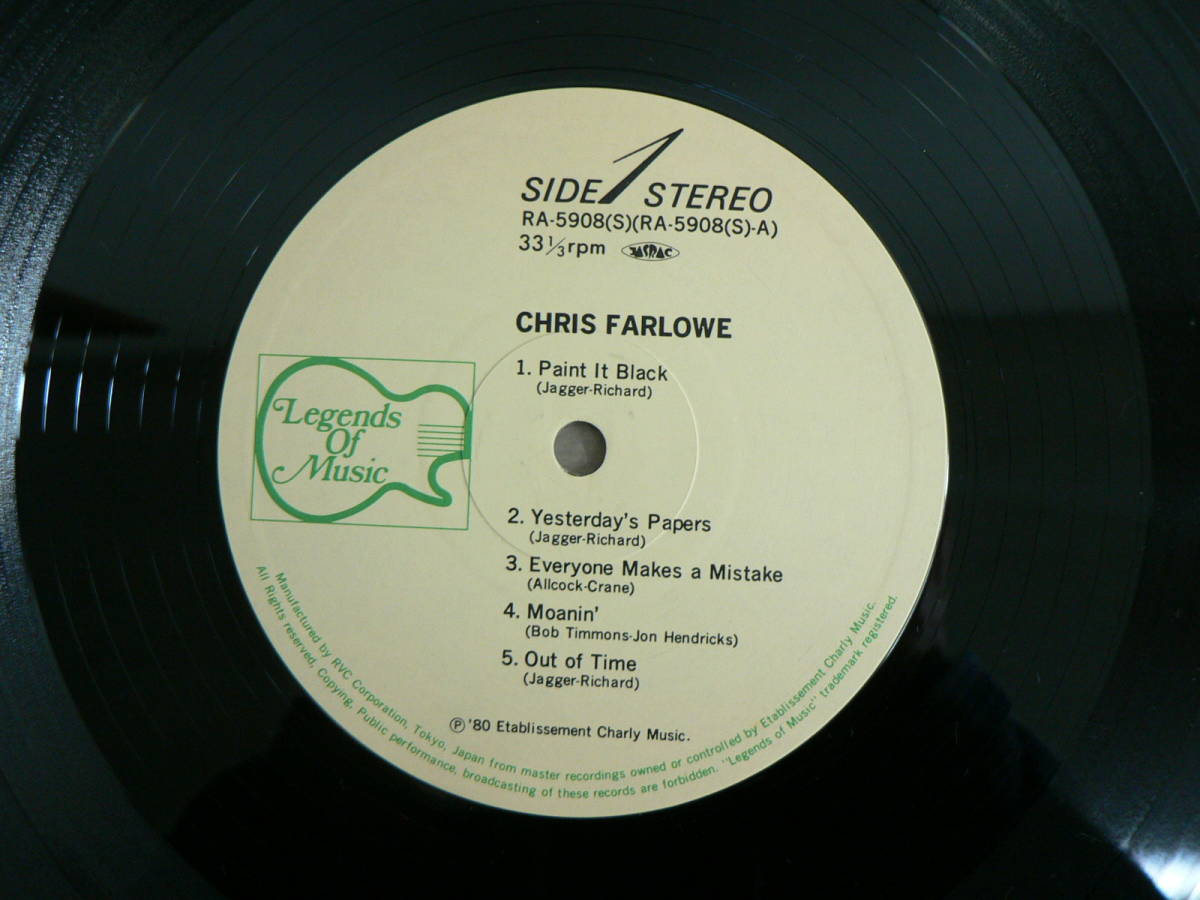 SIDE 1 STEREO
RA-5908(S)(RA-5908(S)-A)
33 1/3 rpm JASRAC
CHRIS FARLOWE
1. Paint It Black
(Jagger-Richard)
Legends
Of
Music
2. Yesterday's Papers
(Jagger-Richard)
3. Everyone Makes a Mistake
(Allcock-Crane)
4. Moanin'
(Bob Timmons-Jon Hendricks)
5. Out of Time
(Jagger-Richard)
Ⓟ '80 Etablissement Charly Music.
Manufactured by RVC Corporation, Tokyo, Japan from master recordings owned or controlled by Etablissement Charly Music.
All Rights reserved, Copying, Public performance, broadcasting of these records are forbidden. "Legends of Music" trademark registered.